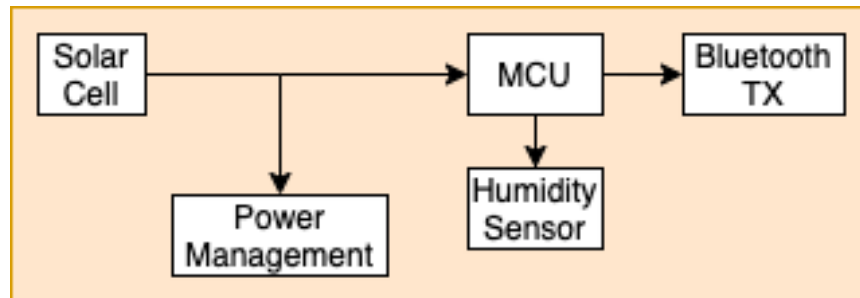 Solar
Cell
MCU
Bluetooth
TX
Power
Management
Humidity
Sensor